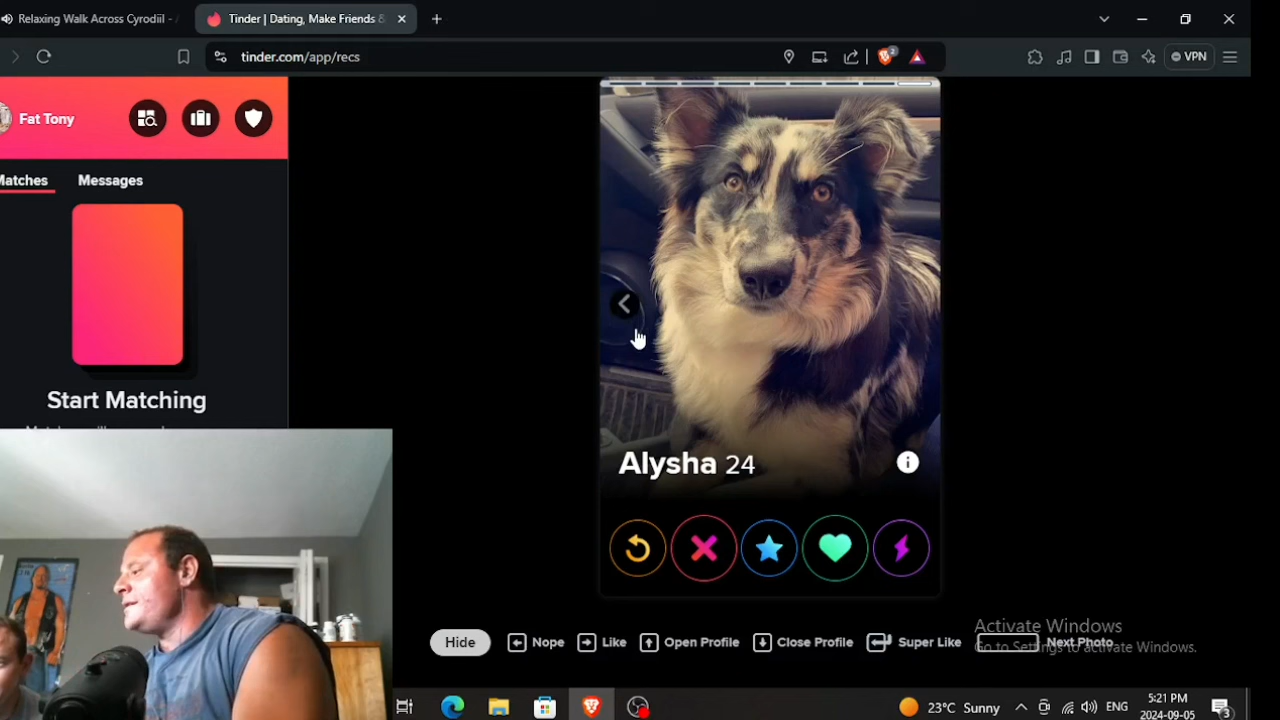 Relaxing Walk Across Cyrodiil -
Tinder | Dating, Make Friends &
tinder.com/app/recs
2
VPN
Fat Tony
Matches
Messages
Start Matching
Alysha 24
Hide
Nope
Like
Open Profile
Close Profile
Super Like
Next Photo
Activate Windows
Go to Settings to activate Windows.
23°C Sunny
ENG
5:21 PM
2024-09-05
3